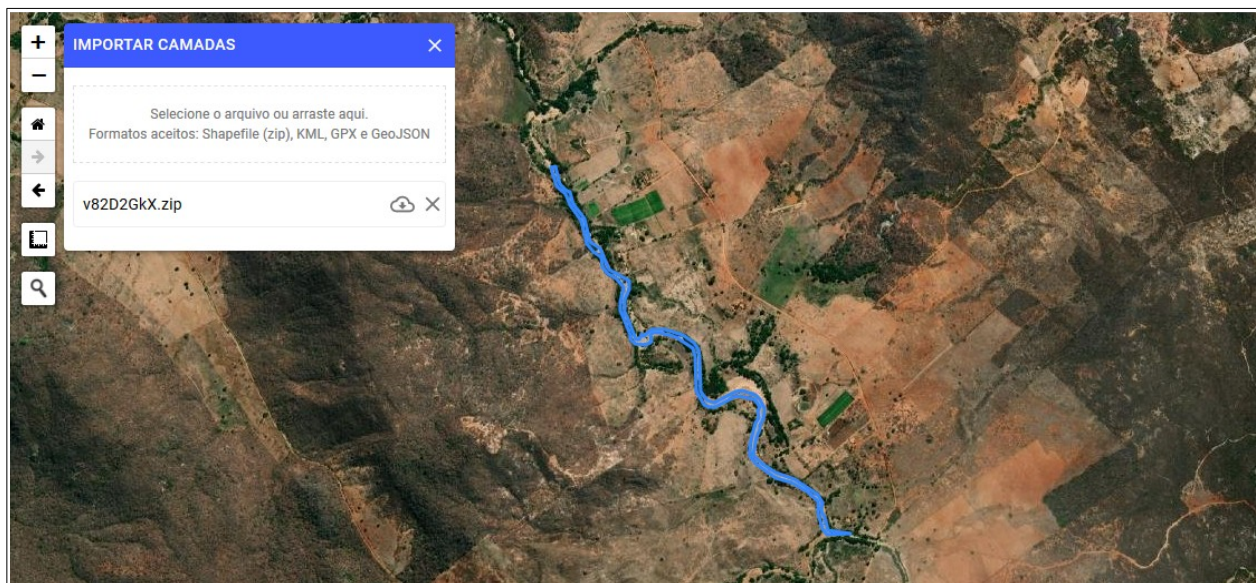 IMPORTAR CAMADAS
Selecione o arquivo ou arraste aqui.
Formatos aceitos: Shapefile (zip), KML, GPX e GeoJSON
v82D2GkX.zip